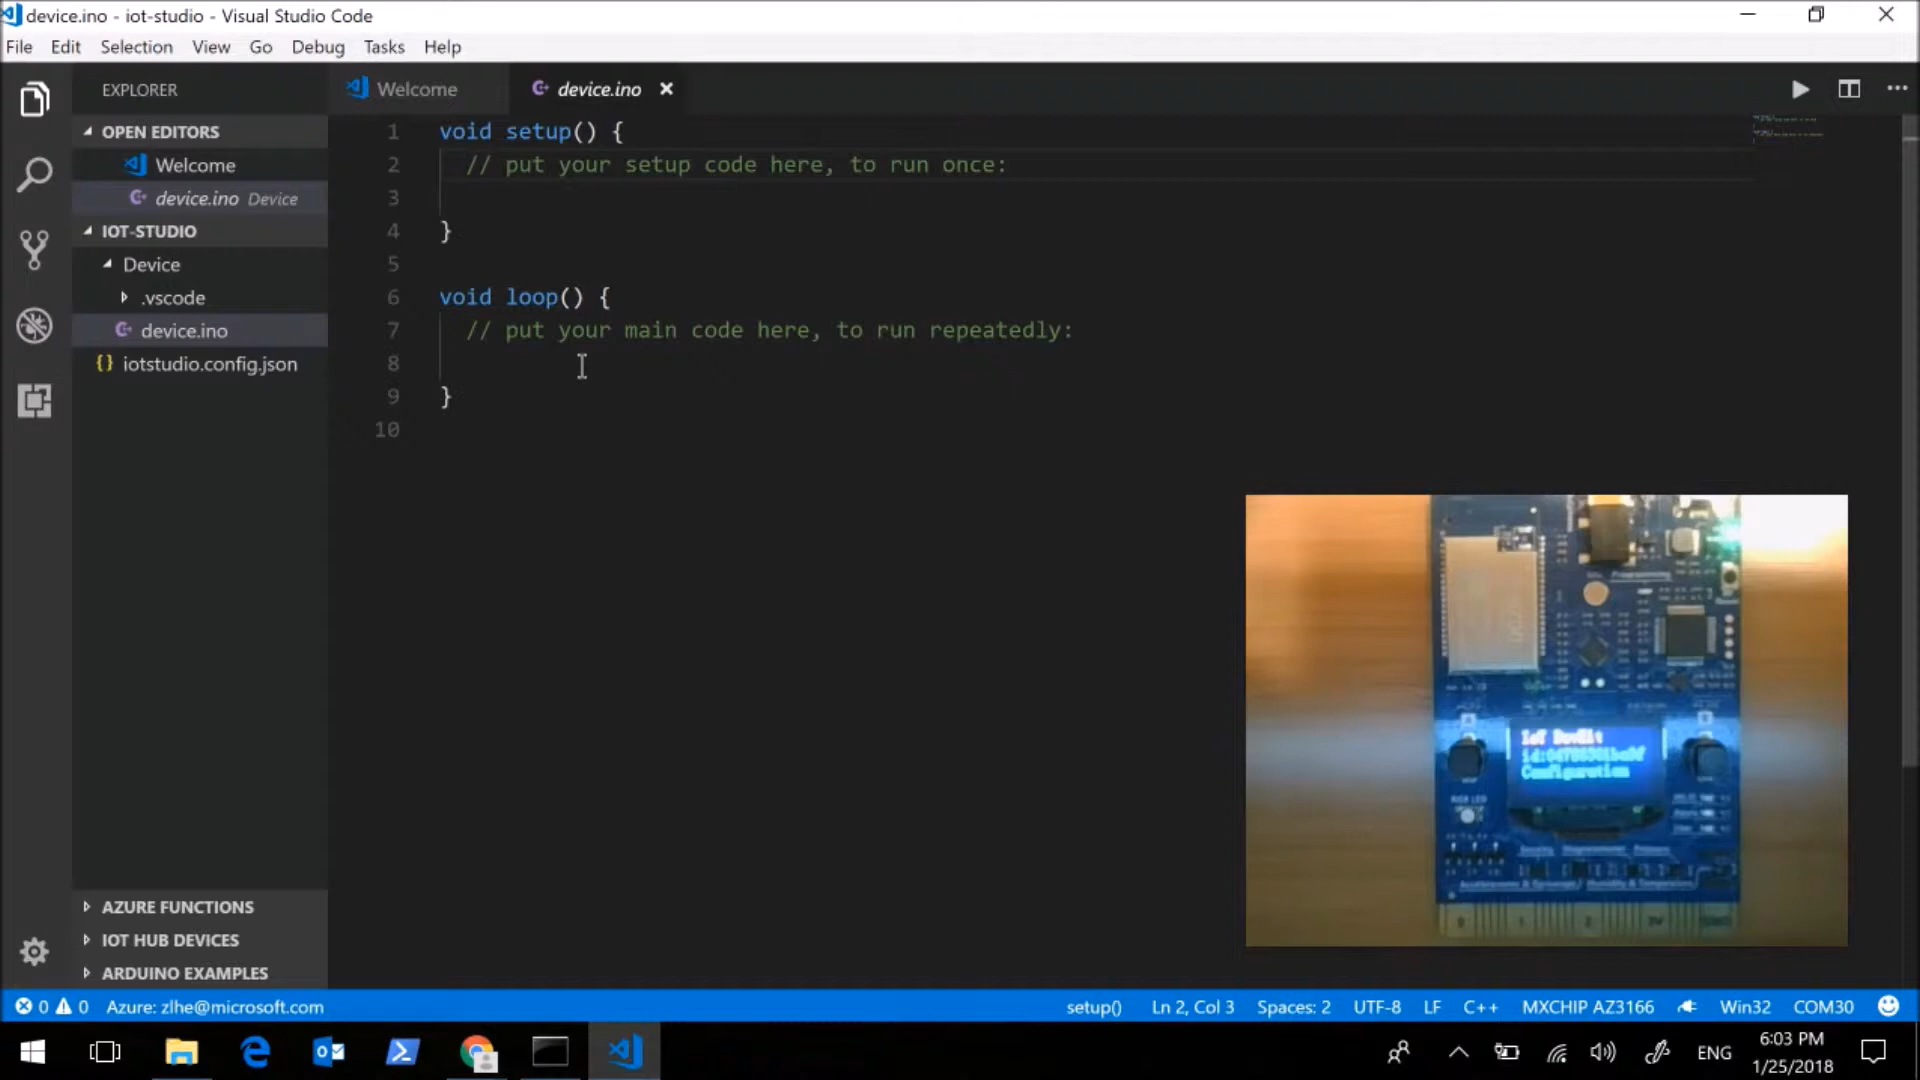 device.ino - iot-studio - Visual Studio Code
File Edit Selection View Go Debug Tasks Help
EXPLORER
OPEN EDITORS
Welcome
device.ino Device
IOT-STUDIO
Device
.vscode
device.ino
{} iotstudio.config.json
AZURE FUNCTIONS
IOT HUB DEVICES
ARDUINO EXAMPLES
Welcome
device.ino
1 void setup() {
2 // put your setup code here, to run once:
3
4 }
5
6 void loop() {
7 // put your main code here, to run repeatedly:
8
9 }
10
IoT DevKit
Configuration
0 0 Azure: zlhe@microsoft.com
setup() Ln 2, Col 3 Spaces: 2 UTF-8 LF C++ MXCHIP AZ3166 Win32 COM30
ENG
6:03 PM
1/25/2018